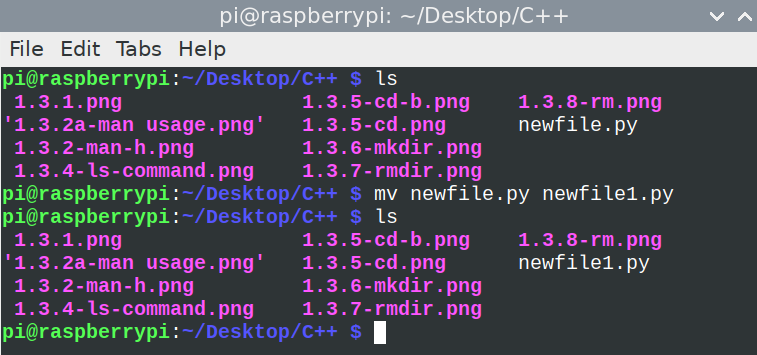 pi@raspberrypi: ~/Desktop/C++
File Edit Tabs Help
pi@raspberrypi:~/Desktop/C++ $ ls
 1.3.1.png               1.3.5-cd-b.png    1.3.8-rm.png
'1.3.2a-man usage.png'   1.3.5-cd.png      newfile.py
 1.3.2-man-h.png         1.3.6-mkdir.png
 1.3.4-ls-command.png    1.3.7-rmdir.png
pi@raspberrypi:~/Desktop/C++ $ mv newfile.py newfile1.py
pi@raspberrypi:~/Desktop/C++ $ ls
 1.3.1.png               1.3.5-cd-b.png    1.3.8-rm.png
'1.3.2a-man usage.png'   1.3.5-cd.png      newfile1.py
 1.3.2-man-h.png         1.3.6-mkdir.png
 1.3.4-ls-command.png    1.3.7-rmdir.png
pi@raspberrypi:~/Desktop/C++ $